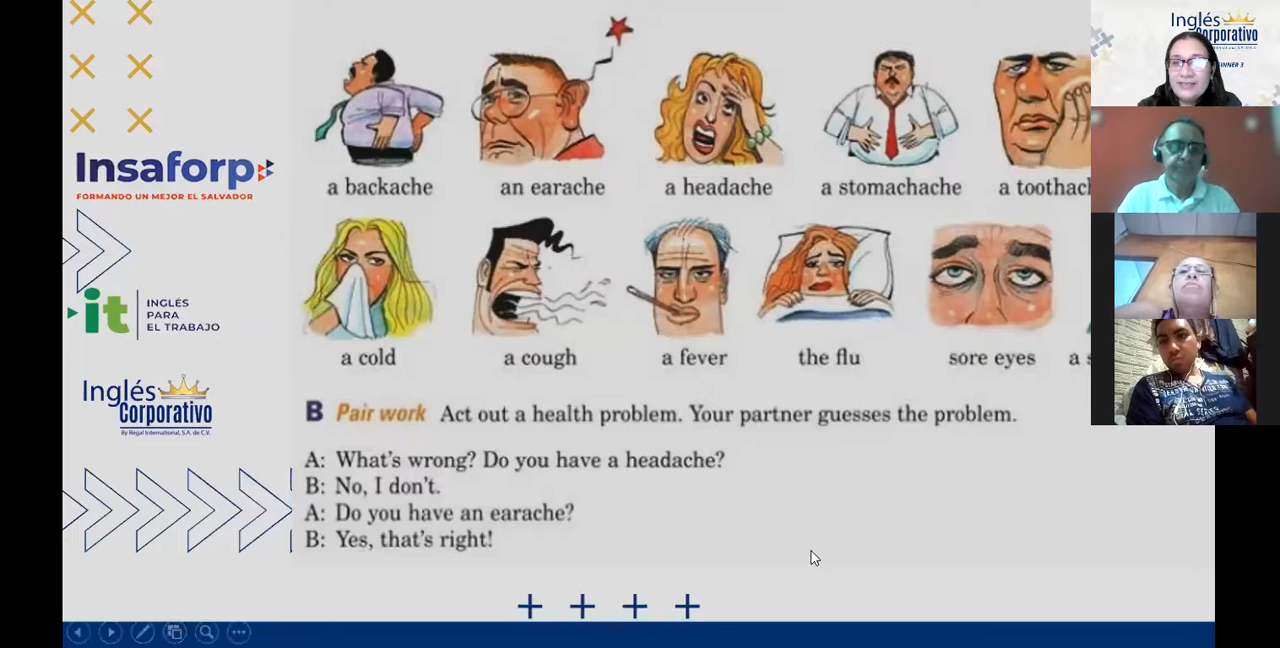 Insaforp
FORMANDO UN MEJOR EL SALVADOR
it INGLÉS
PARA
EL TRABAJO
Inglés
Corporativo
By Regal International, S.A. de C.V.
a backache an earache a headache a stomachache a
a cold a cough a fever the flu sore eyes a
B Pair work Act out a health problem. Your partner guesses the problem.
A: What's wrong? Do you have a headache?
B: No, I don't.
A: Do you have an earache?
B: Yes, that's right!
Inglés
Corporativo